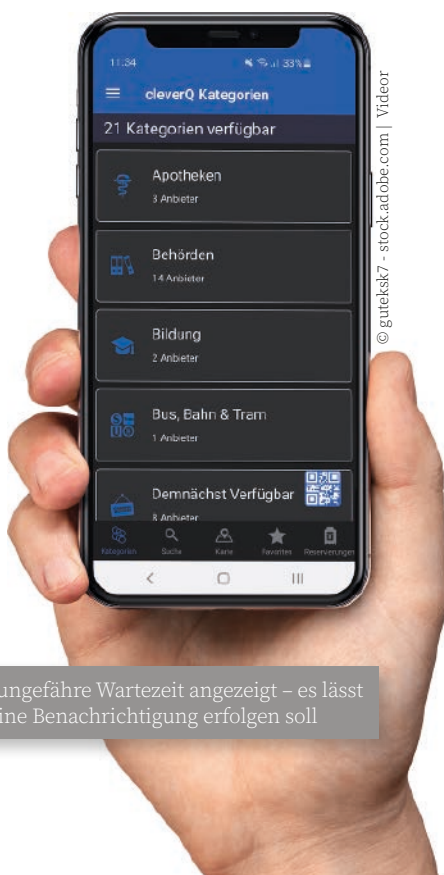 11:34
33%
cleverQ Kategorien
21 Kategorien verfügbar
Apotheken
3 Anbieter
Behörden
14 Anbieter
Bildung
2 Anbieter
Bus, Bahn & Tram
1 Anbieter
Demnächst Verfügbar
8 Anbieter
Kategorien Suche Karte Favoriten Reservierungen
© guteksk7 - stock.adobe.com | Videor
ungefähre Wartezeit angezeigt – es lässt
ine Benachrichtigung erfolgen soll